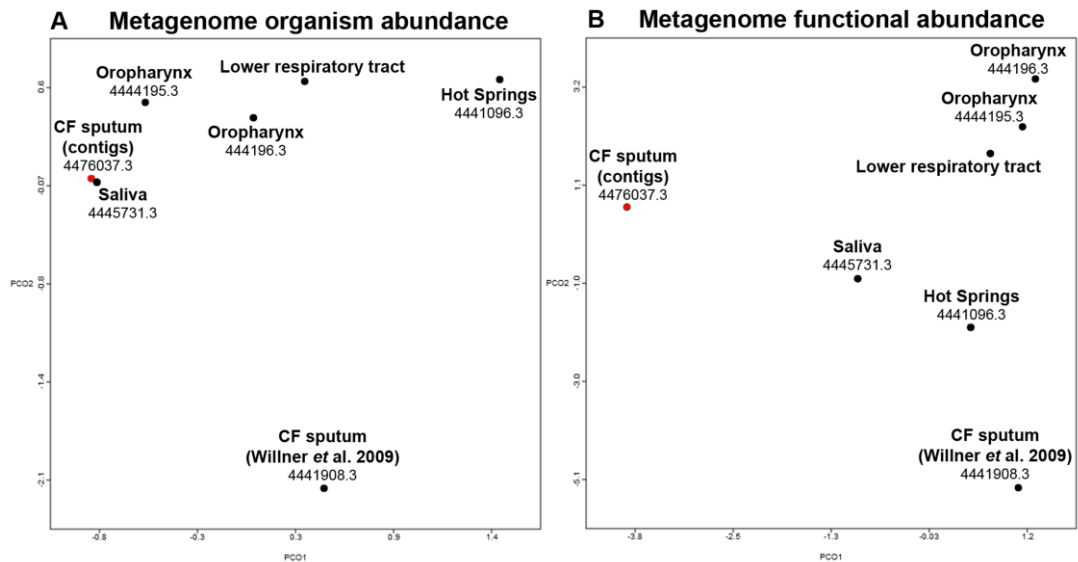 A Metagenome organism abundance
0.6
-0.07
-0.8
-1.4
-2.1
PCO2
Oropharynx
4444195.3
Lower respiratory tract
Hot Springs
4441096.3
Oropharynx
444196.3
CF sputum
(contigs)
4476037.3
Saliva
4445731.3
CF sputum
(Willner et al. 2009)
4441908.3
-0.8
-0.3
0.3
0.9
1.4
PCO1
B Metagenome functional abundance
3.2
1.1
-1.0
-3.0
-5.1
PCO2
Oropharynx
444196.3
Oropharynx
4444195.3
Lower respiratory tract
CF sputum
(contigs)
4476037.3
Saliva
4445731.3
Hot Springs
4441096.3
CF sputum
(Willner et al. 2009)
4441908.3
-3.8
-2.5
-1.3
-0.03
1.2
PCO1